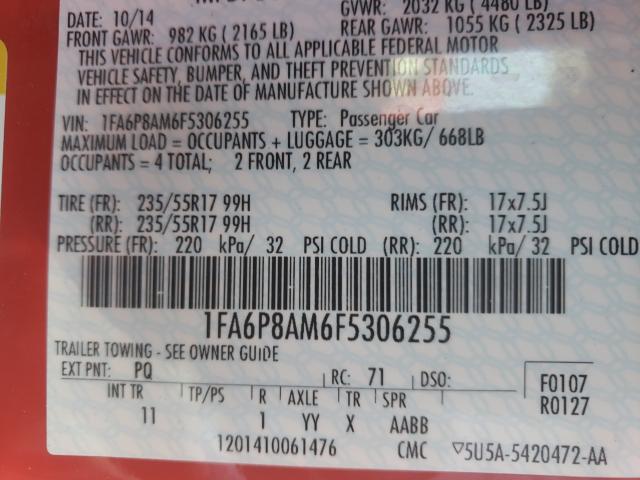 GVWR: 2032 KG ( 4480 LB)
DATE: 10/14
FRONT GAWR: 982 KG ( 2165 LB) REAR GAWR: 1055 KG ( 2325 LB)
THIS VEHICLE CONFORMS TO ALL APPLICABLE FEDERAL MOTOR
VEHICLE SAFETY, BUMPER, AND THEFT PREVENTION STANDARDS
IN EFFECT ON THE DATE OF MANUFACTURE SHOWN ABOVE.
VIN: 1FA6P8AM6F5306255 TYPE: Passenger Car
MAXIMUM LOAD = OCCUPANTS + LUGGAGE = 303KG/ 668LB
OCCUPANTS = 4 TOTAL; 2 FRONT, 2 REAR
TIRE (FR): 235/55R17 99H RIMS (FR): 17x7.5J
(RR): 235/55R17 99H (RR): 17x7.5J
PRESSURE (FR): 220 kPa/ 32 PSI COLD (RR): 220 kPa/ 32 PSI COLD
1FA6P8AM6F5306255
TRAILER TOWING - SEE OWNER GUIDE
EXT PNT: PQ RC: 71 DSO: F0107
INT TR TP/PS R AXLE TR SPR R0127
11 1 YY X AABB
1201410061476 CMC ▽5U5A-5420472-AA